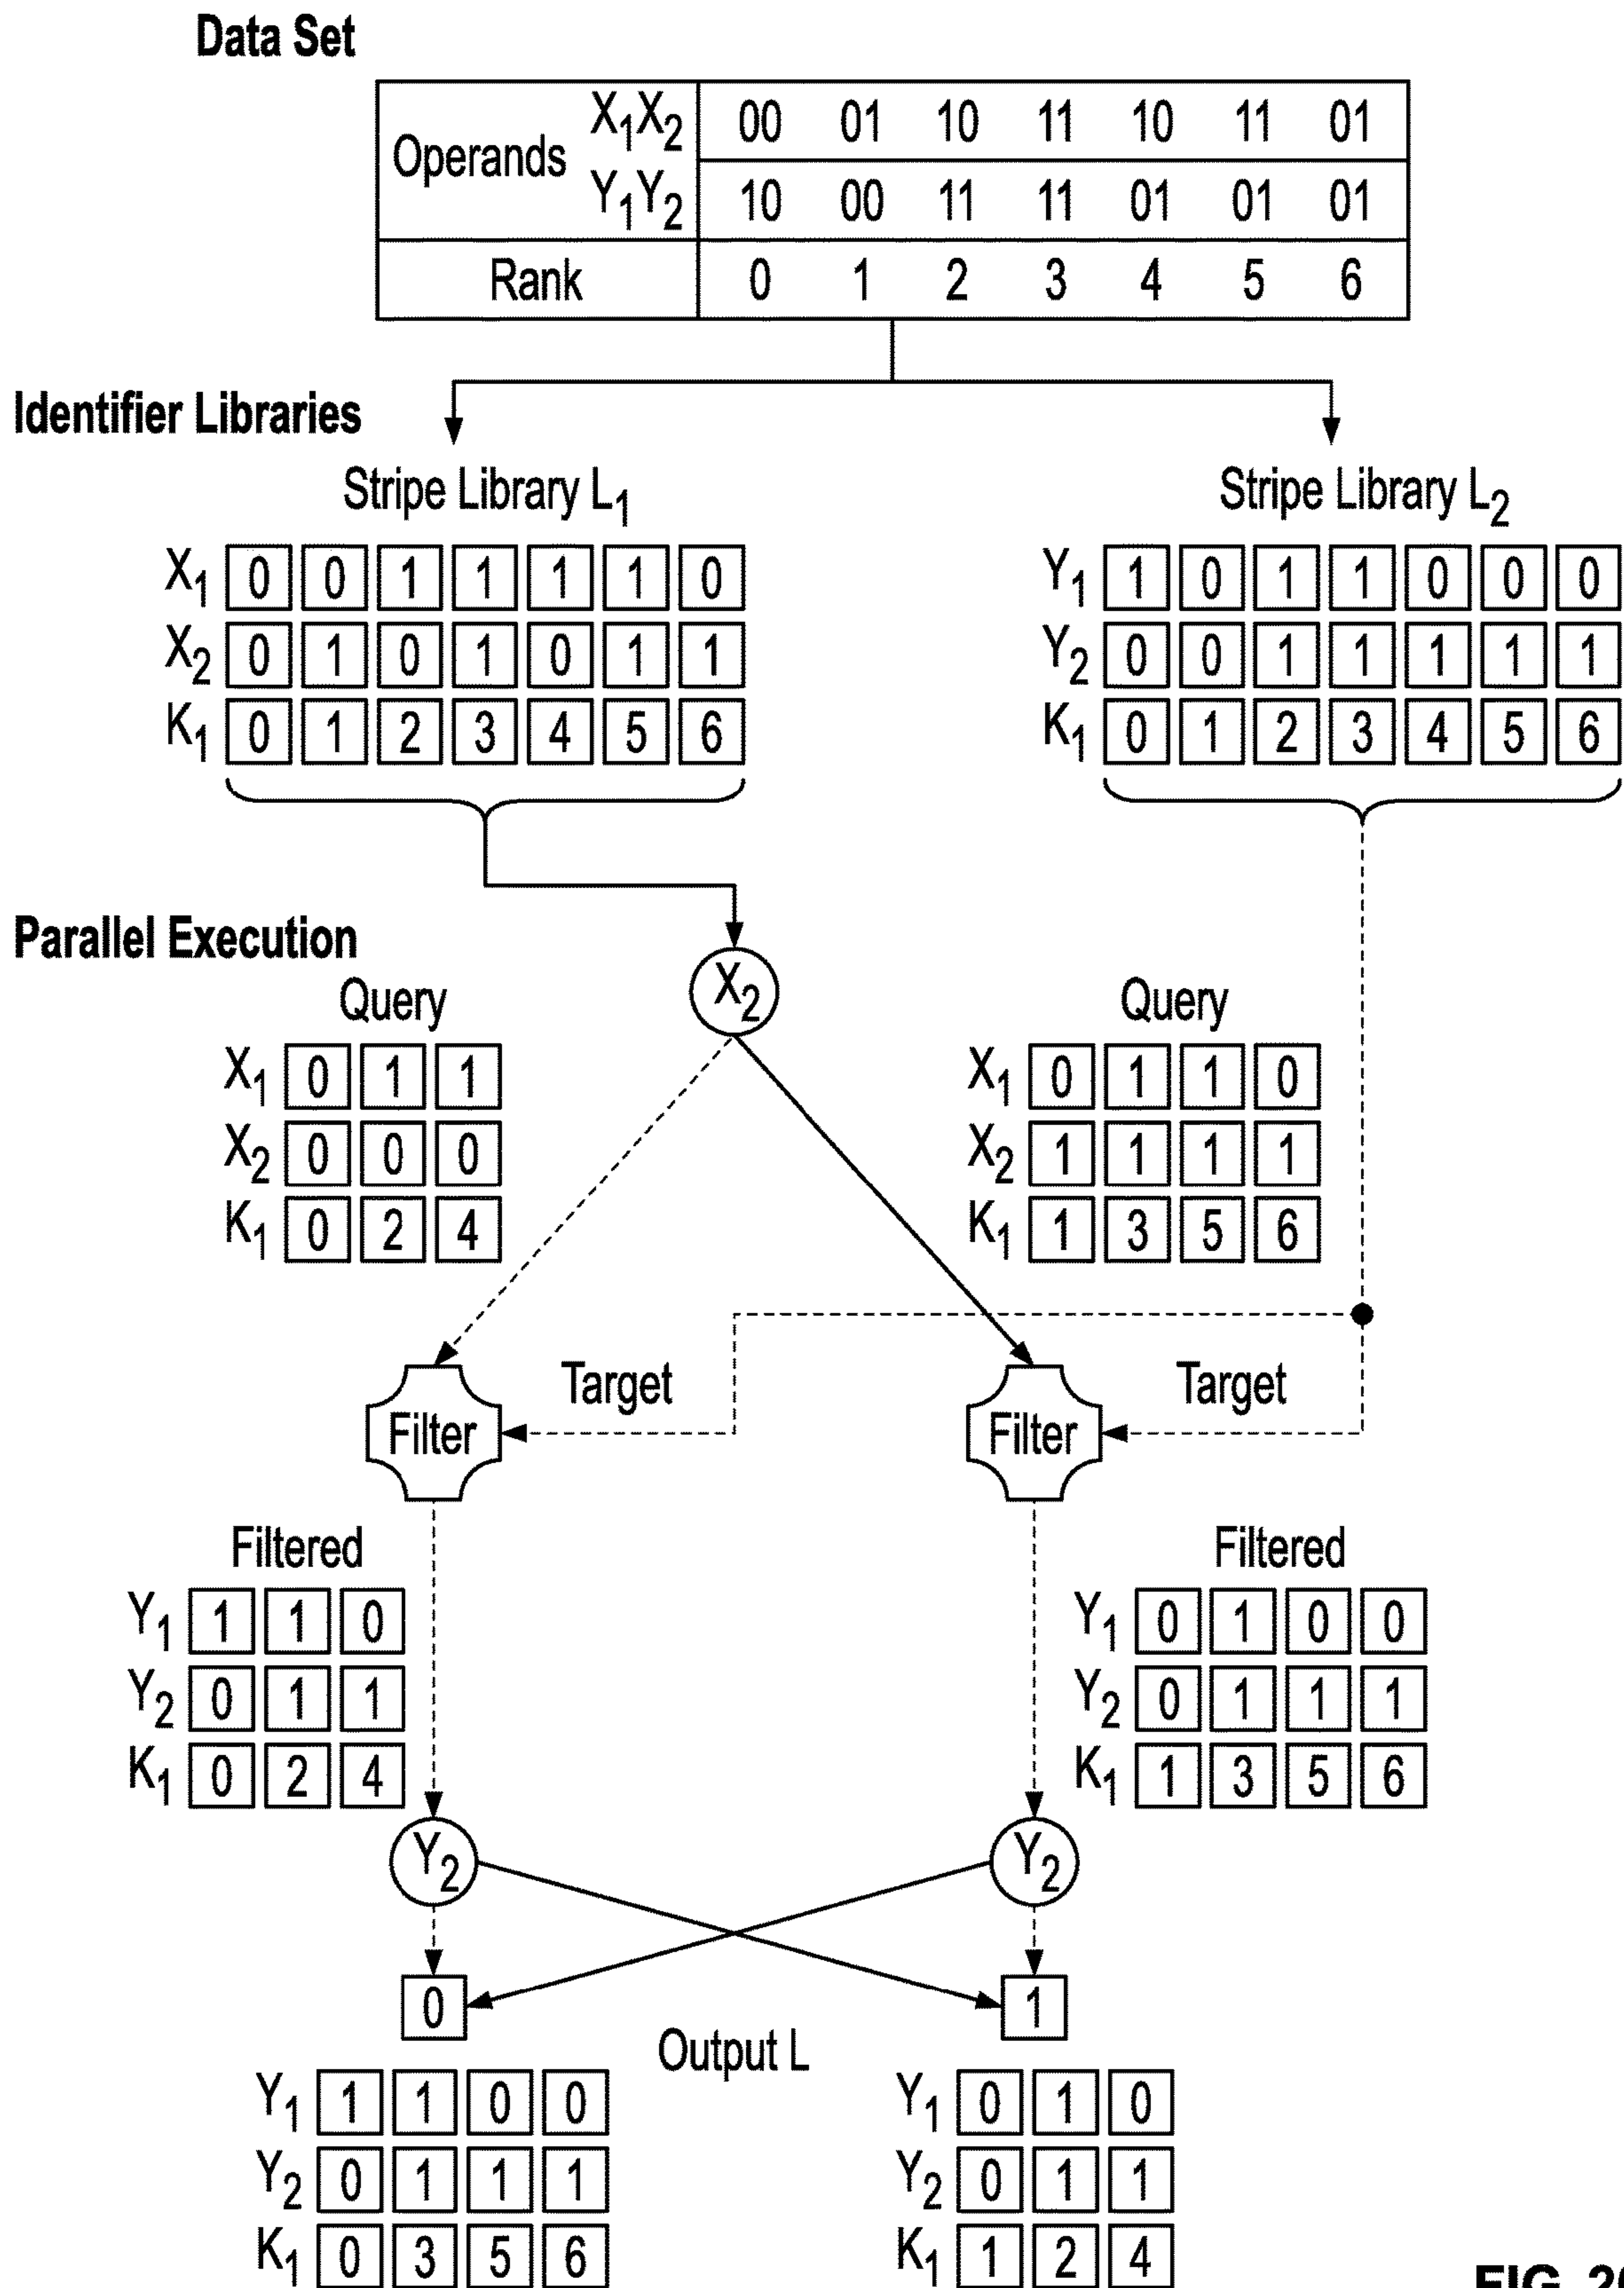 Data Set
Operands X1X2 00 01 10 11 10 11 01
Y1Y2 10 00 11 11 01 01 01
Rank 0 1 2 3 4 5 6
Identifier Libraries
Stripe Library L1
X1 0 0 1 1 1 1 0
X2 0 1 0 1 0 1 1
K1 0 1 2 3 4 5 6
Stripe Library L2
Y1 1 0 1 1 0 0 0
Y2 0 0 1 1 1 1 1
K1 0 1 2 3 4 5 6
Parallel Execution
X2
Query
X1 0 1 1
X2 0 0 0
K1 0 2 4
Query
X1 0 1 1 0
X2 1 1 1 1
K1 1 3 5 6
Filter
Target
Filter
Target
Filtered
Y1 1 1 0
Y2 0 1 1
K1 0 2 4
Filtered
Y1 0 1 0 0
Y2 0 1 1 1
K1 1 3 5 6
Y2
Y2
0
1
Output L
Y1 1 1 0 0
Y2 0 1 1 1
K1 0 3 5 6
Y1 0 1 0
Y2 0 1 1
K1 1 2 4
FIG.